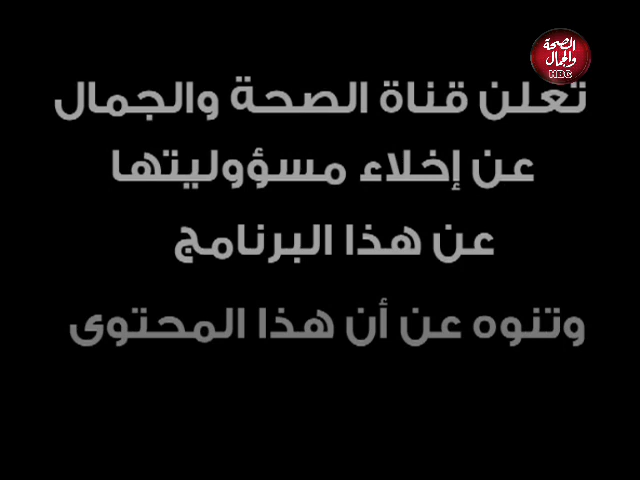 الصحة
والجمال
HBC
تعلن قناة الصحة والجمال
عن إخلاء مسؤوليتها
عن هذا البرنامج
وتنوه عن أن هذا المحتوى